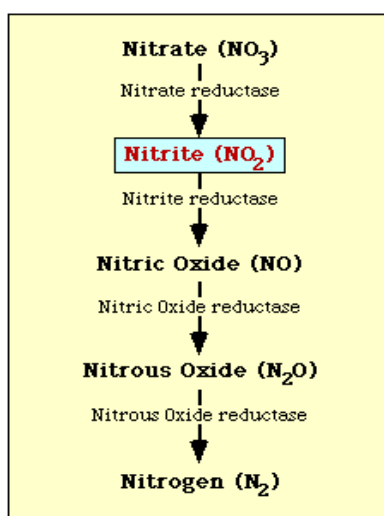 Nitrate (NO3)
Nitrate reductase
Nitrite (NO2)
Nitrite reductase
Nitric Oxide (NO)
Nitric Oxide reductase
Nitrous Oxide (N2O)
Nitrous Oxide reductase
Nitrogen (N2)